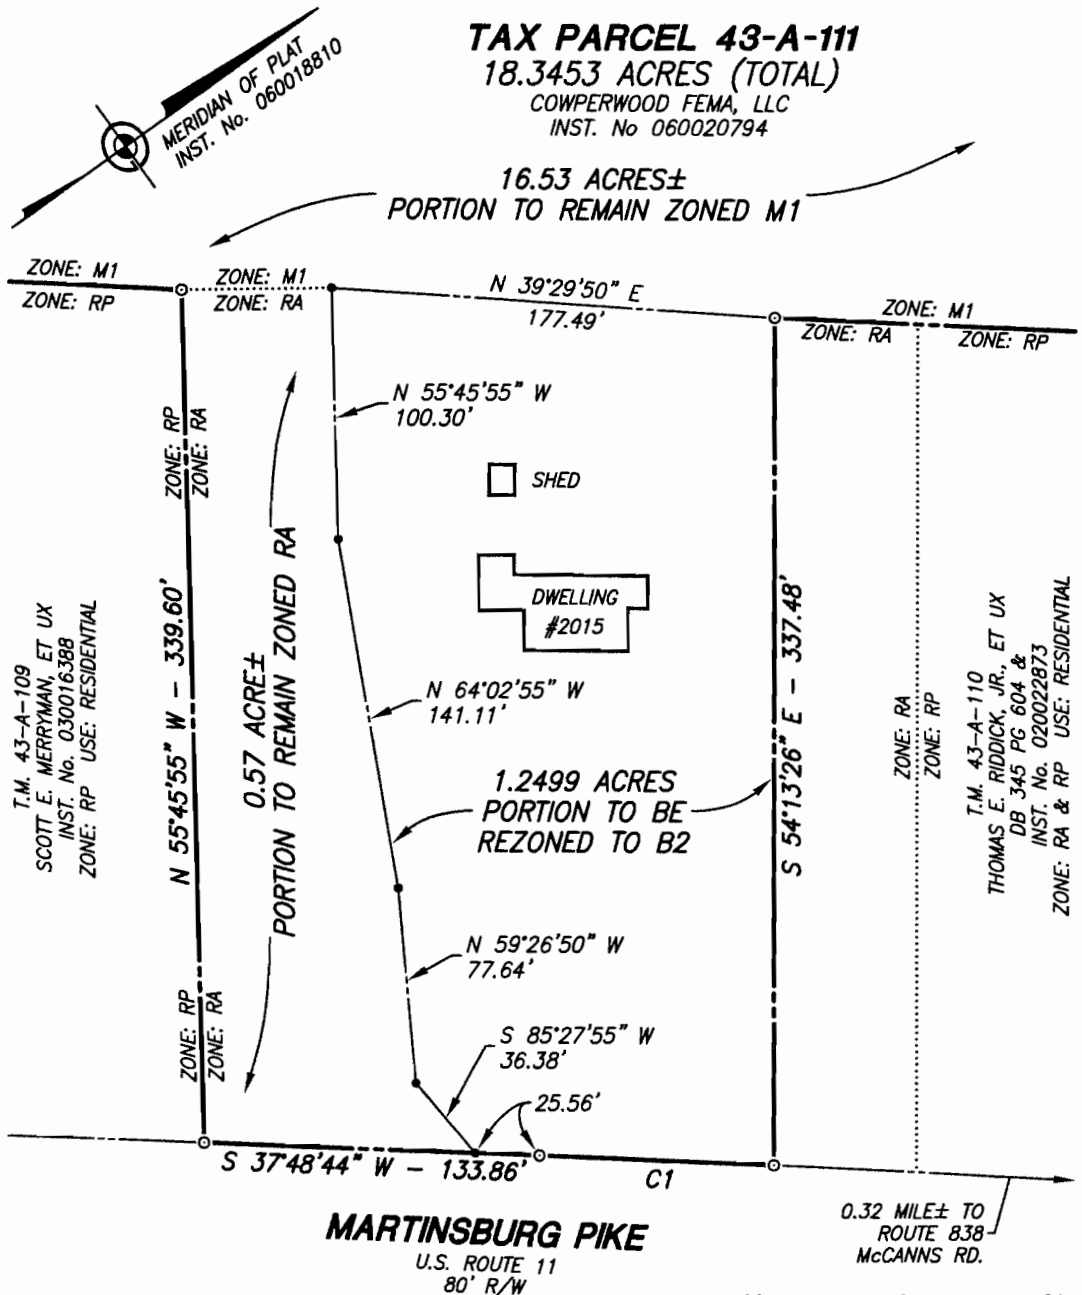 MERIDIAN OF PLAT
INST. No. 060018810
TAX PARCEL 43-A-111
18.3453 ACRES (TOTAL)
COWPERWOOD FEMA, LLC
INST. No 060020794
16.53 ACRES±
PORTION TO REMAIN ZONED M1
ZONE: M1
ZONE: RP
ZONE: M1
ZONE: RA
N 39°29'50" E
177.49'
ZONE: M1
ZONE: RA
ZONE: RP
N 55°45'55" W
100.30'
ZONE: RP
ZONE: RA
SHED
DWELLING
#2015
T.M. 43-A-109
SCOTT E. MERRYMAN, ET UX
INST. No. 030016388
ZONE: RP USE: RESIDENTIAL
N 55°45'55" W - 339.60'
0.57 ACRE±
PORTION TO REMAIN ZONED RA
N 64°02'55" W
141.11'
1.2499 ACRES
PORTION TO BE
REZONED TO B2
S 54°13'26" E - 337.48'
ZONE: RA
ZONE: RP
T.M. 43-A-110
THOMAS E. RIDDICK, JR., ET UX
DB 345 PG 604 &
INST. No. 020022873
ZONE: RA & RP USE: RESIDENTIAL
N 59°26'50" W
77.64'
ZONE: RP
ZONE: RA
S 85°27'55" W
36.38'
25.56'
S 37°48'44" W - 133.86'
C1
0.32 MILE± TO
ROUTE 838
McCANNS RD.
MARTINSBURG PIKE
U.S. ROUTE 11
80' R/W